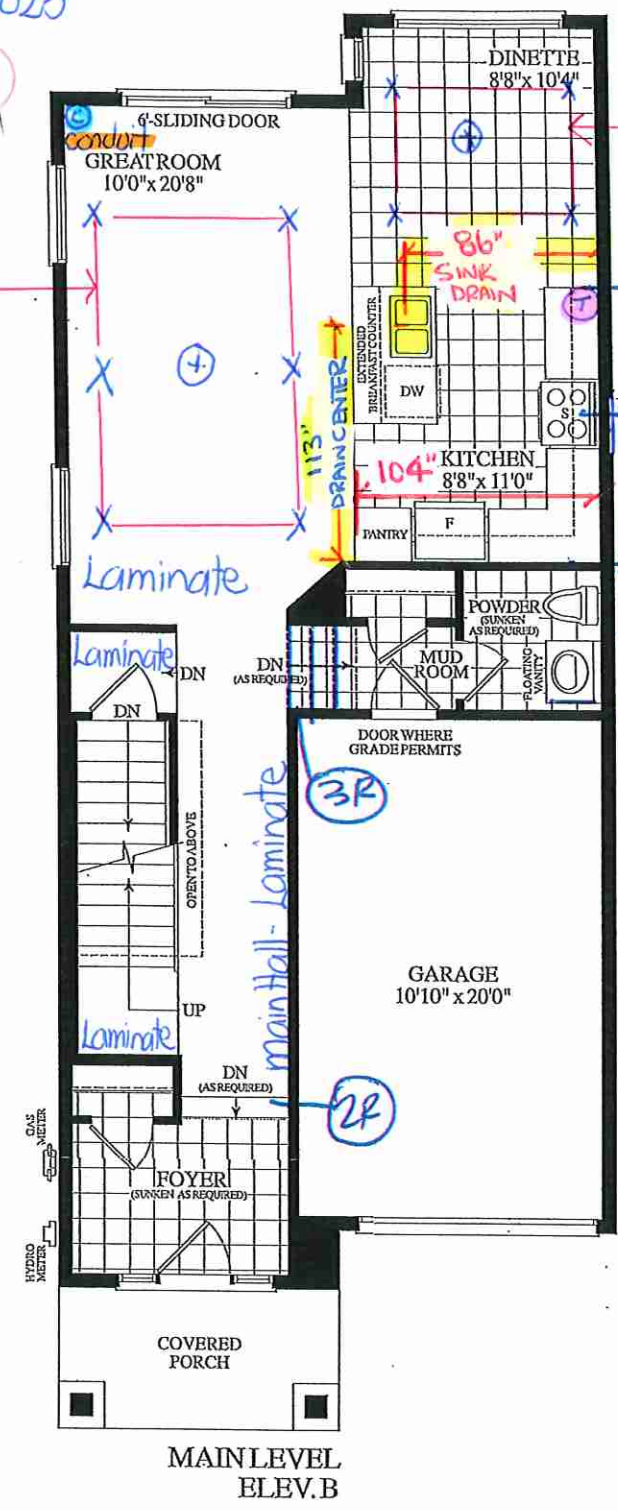 DINETTE
8'8"x 10'4"
6'-SLIDING DOOR
C
conduit
GREATROOM
10'0"x 20'8"
86"
SINK
DRAIN
T
EXTENDED
BREAKFAST COUNTER
DW
S
113"
DRAIN CENTER
104"
KITCHEN
8'8"x 11'0"
PANTRY
F
Laminate
POWDER
(SUNKEN
AS REQUIRED)
Laminate
DN
DN
(AS REQUIRED)
MUD
ROOM
FLOATING
VANITY
DN
DOOR WHERE
GRADE PERMITS
3R
OPEN TO ABOVE
main Hall - Laminate
GARAGE
10'10" x 20'0"
UP
Laminate
DN
(AS REQUIRED)
2R
GAS
METER
FOYER
(SUNKEN AS REQUIRED)
HYDRO
METER
COVERED
PORCH
MAIN LEVEL
ELEV. B